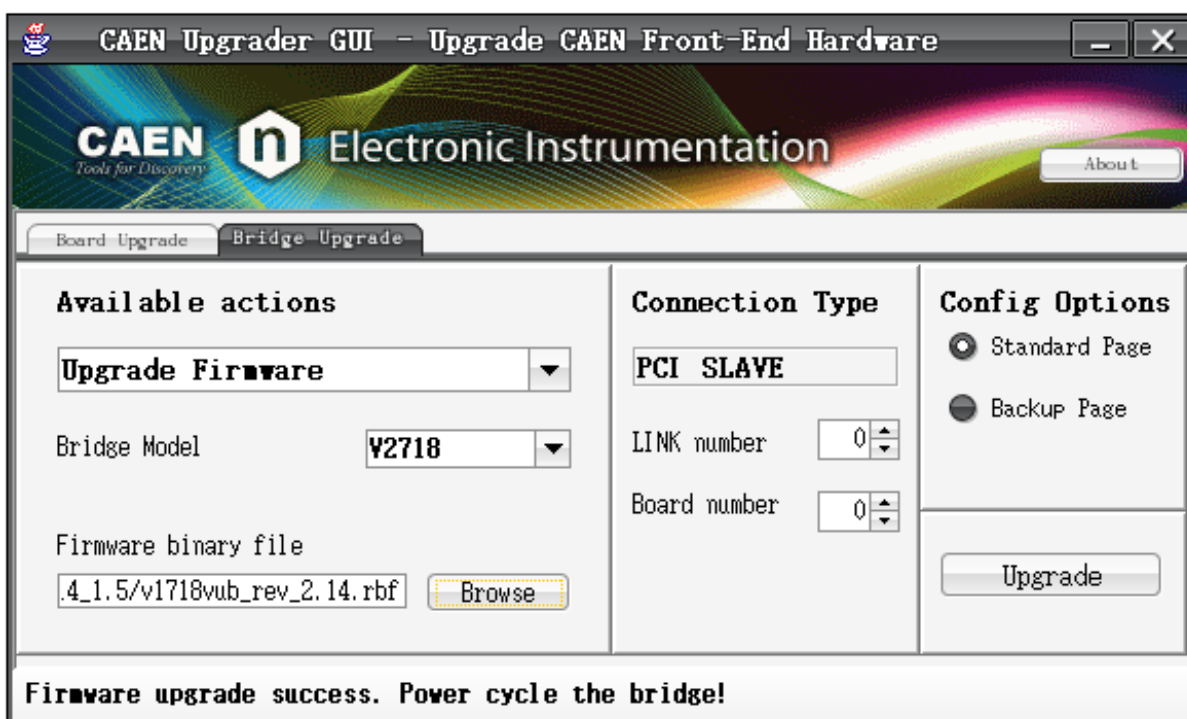 CAEN Upgrader GUI - Upgrade CAEN Front-End Hardware
CAEN n Electronic Instrumentation
Tools for Discovery
About
Board Upgrade Bridge Upgrade
Available actions
Upgrade Firmware
Bridge Model V2718
Firmware binary file
.4_1.5/v1718vub_rev_2.14.rbf Browse
Connection Type
PCI SLAVE
LINK number 0
Board number 0
Config Options
Standard Page
Backup Page
Upgrade
Firmware upgrade success. Power cycle the bridge!